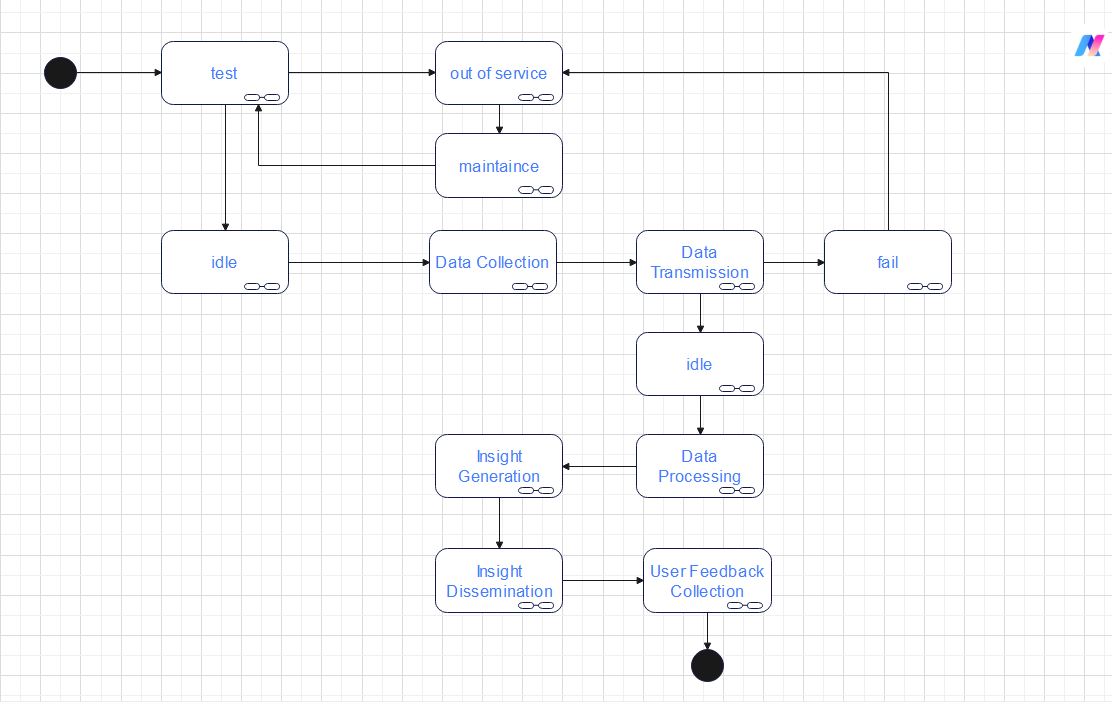 test
out of service
maintaince
idle
Data Collection
Data
Transmission
fail
idle
Insight
Generation
Data
Processing
Insight
Dissemination
User Feedback
Collection